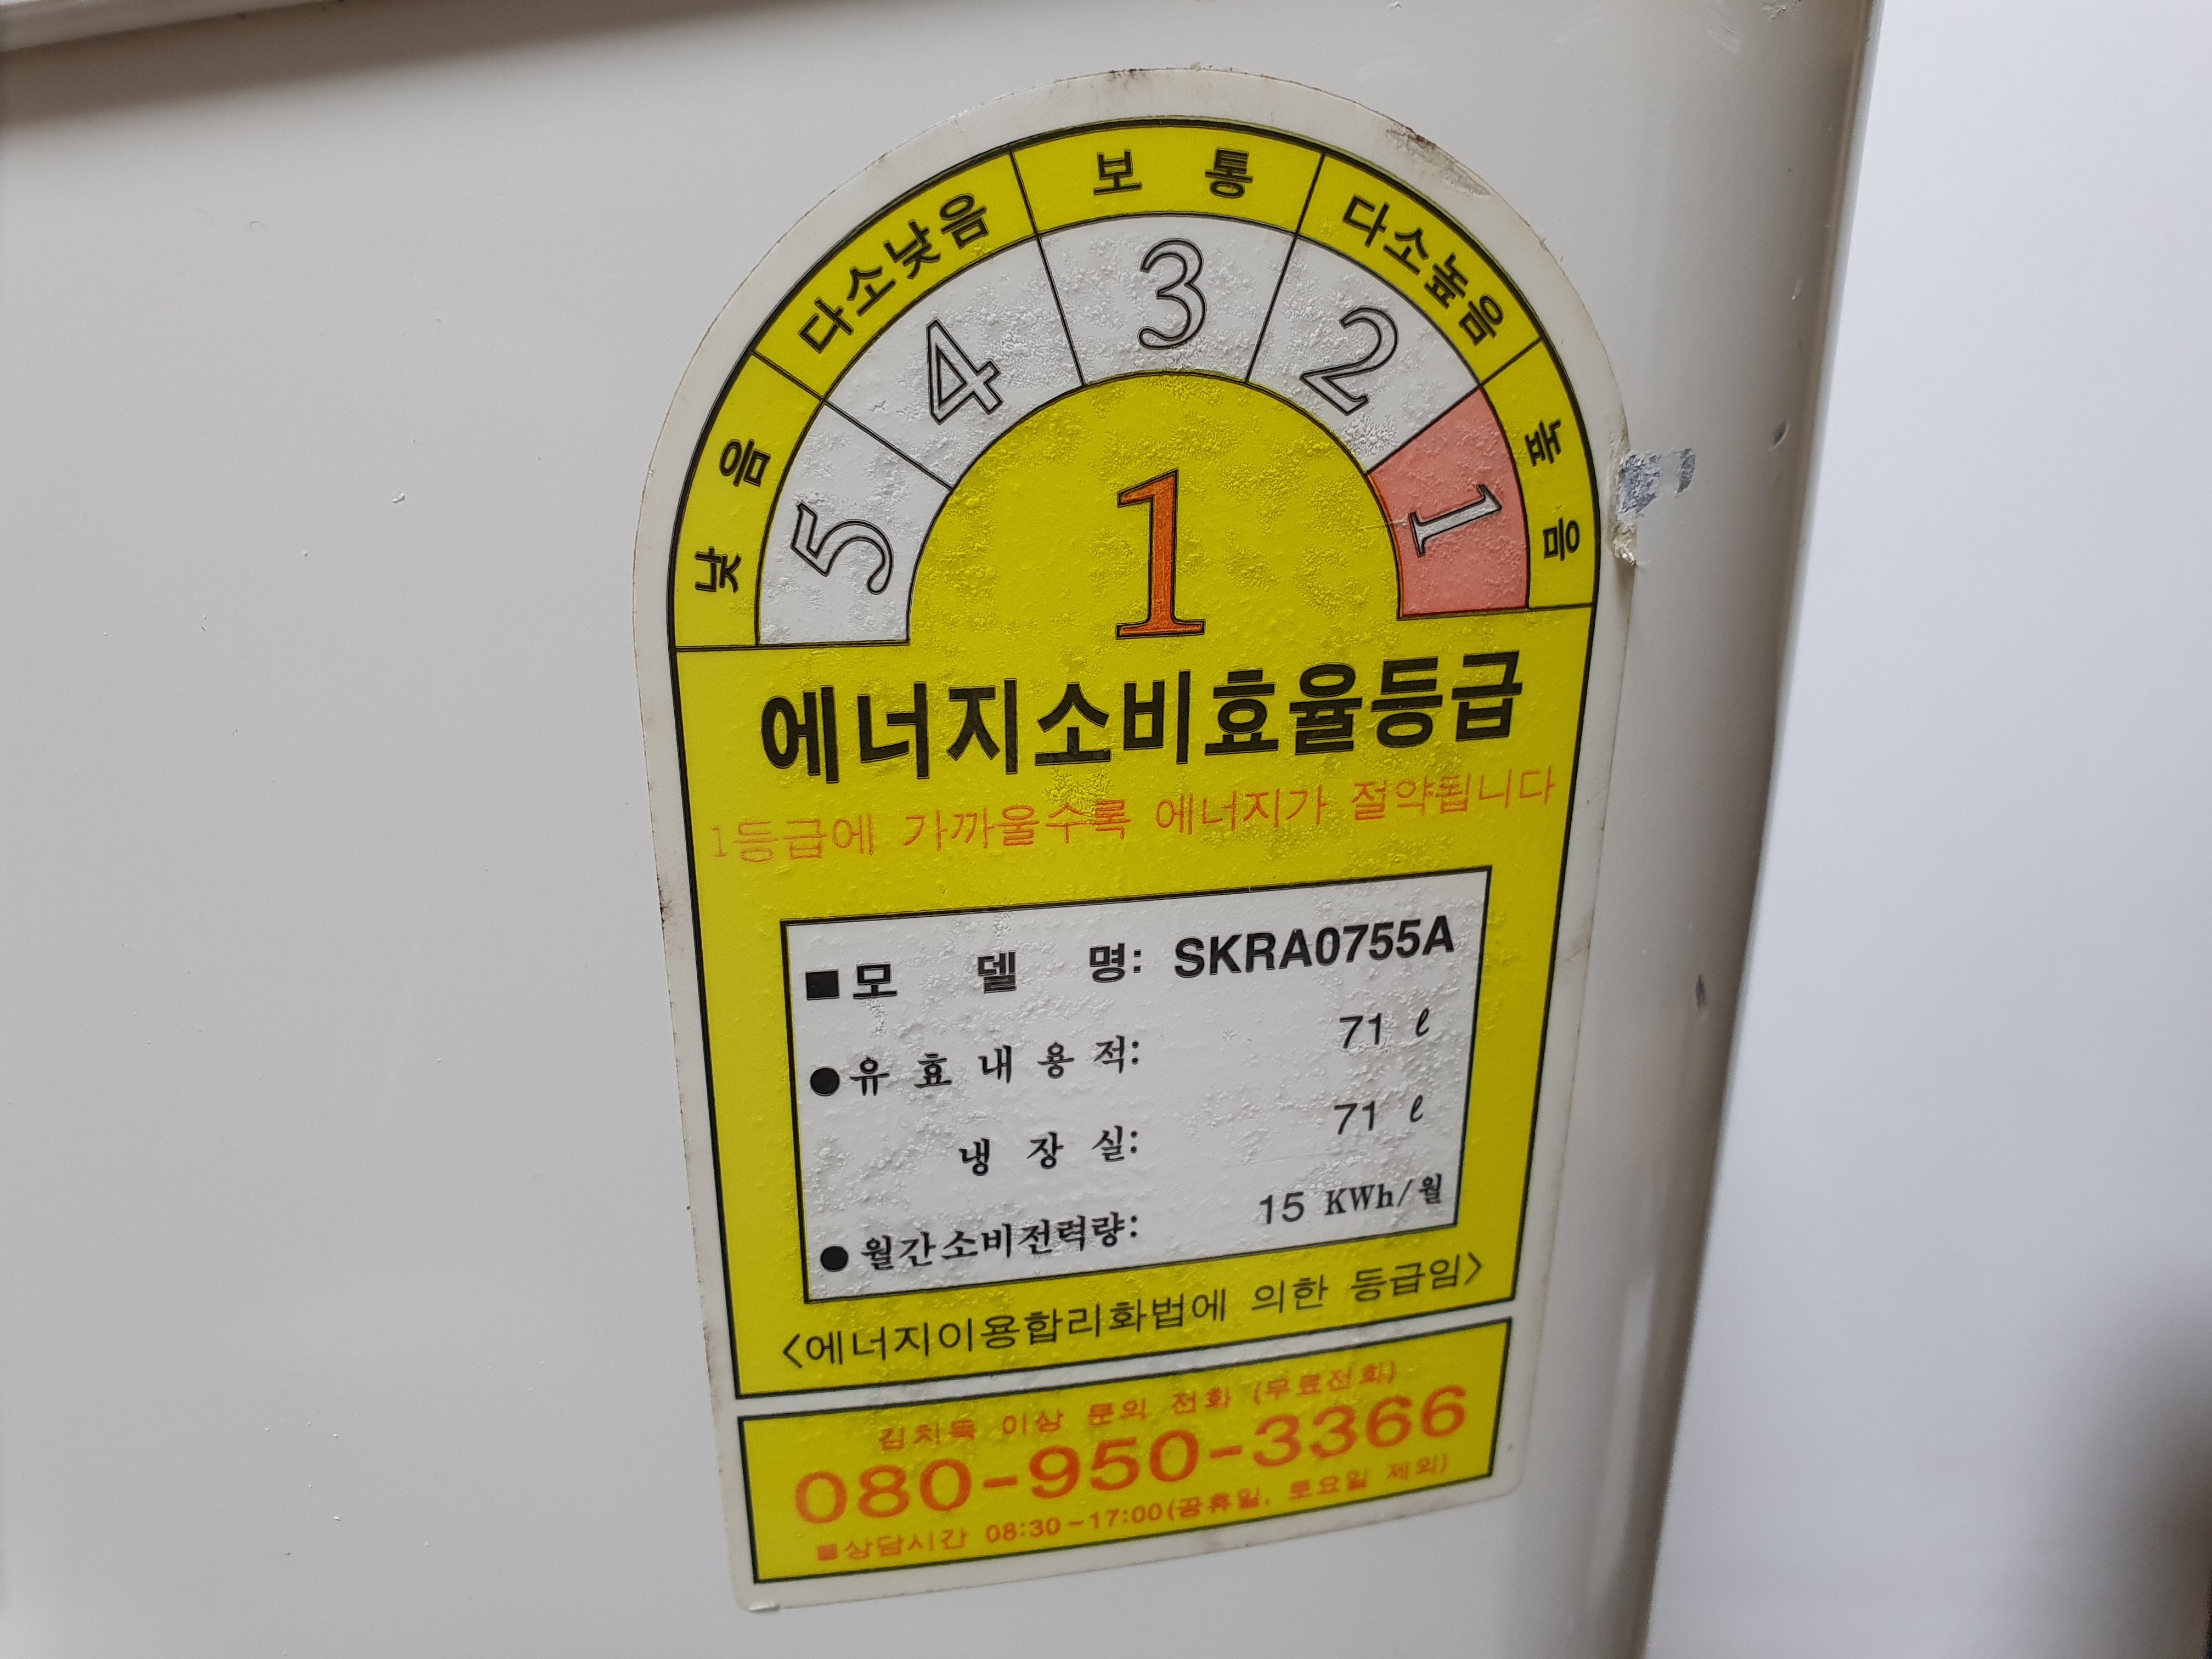 낮음 다소낮음 보통 다소높음 높음
5 4 3 2 1
1
에너지소비효율등급
1등급에 가까울수록 에너지가 절약됩니다
■모 델 명: SKRA0755A
●유 효 내 용 적: 71 ℓ
냉 장 실: 71 ℓ
●월간소비전력량: 15 KWh/월
<에너지이용합리화법에 의한 등급임>
김치독 이상 문의 전화 (무료전화)
080-950-3366
■상담시간 08:30-17:00(공휴일, 토요일 제외)